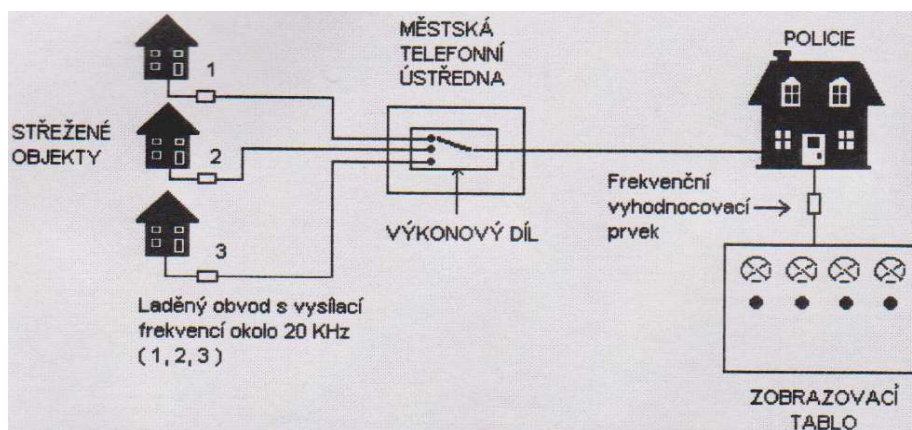 MĚSTSKÁ
TELEFONNÍ
ÚSTŘEDNA
POLICIE
1
STŘEŽENÉ
OBJEKTY
2
3
Frekvenční
vyhodnocovací
prvek
VÝKONOVÝ DÍL
Laděný obvod s vysílací
frekvencí okolo 20 KHz
( 1, 2, 3 )
ZOBRAZOVACÍ
TABLO